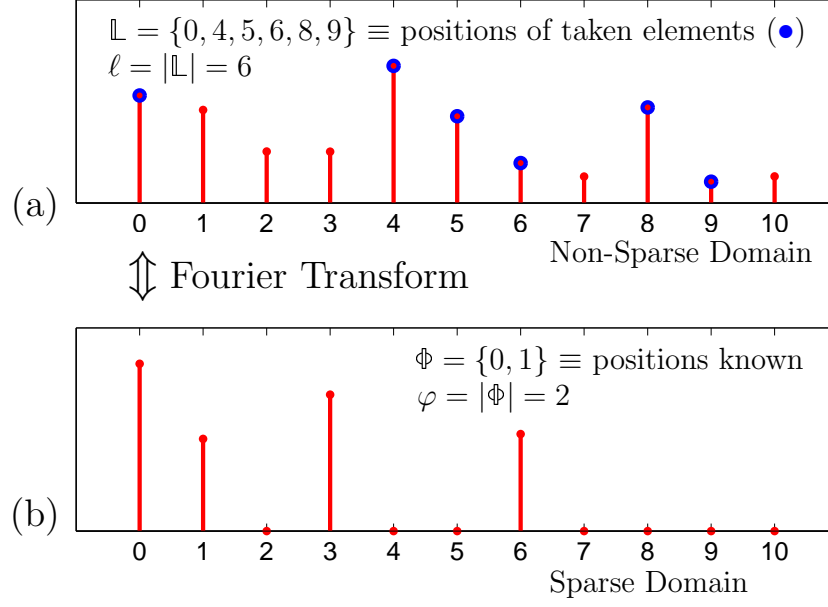 𝕃 = {0, 4, 5, 6, 8, 9} ≡ positions of taken elements (•)
ℓ = |𝕃| = 6
(a)
0 1 2 3 4 5 6 7 8 9 10
Non-Sparse Domain
⇕ Fourier Transform
Φ = {0, 1} ≡ positions known
φ = |Φ| = 2
(b)
0 1 2 3 4 5 6 7 8 9 10
Sparse Domain